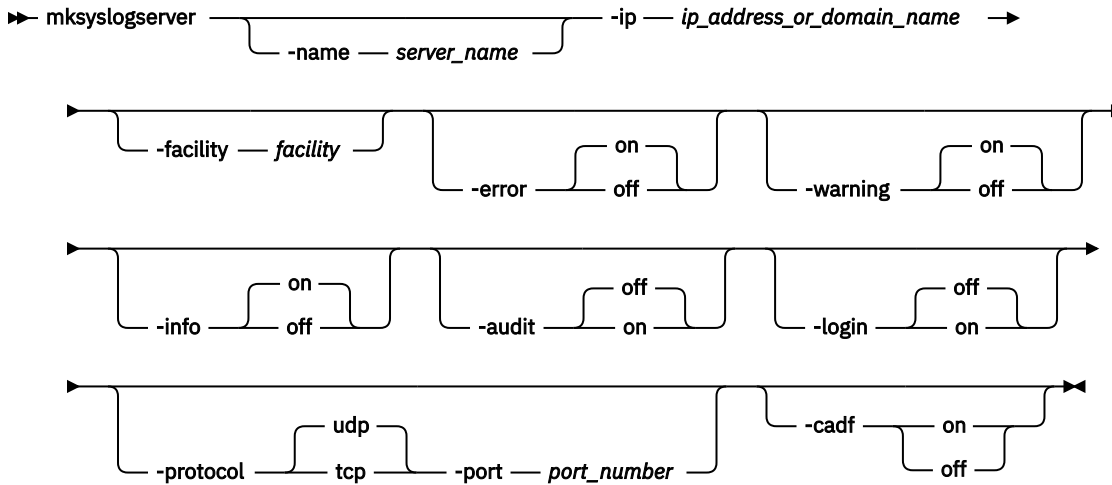 mksyslogserver -ip ip_address_or_domain_name
-name server_name
-facility facility
on
-error off
on
-warning off
on
-info off
off
-audit on
off
-login on
udp
-protocol tcp -port port_number
-cadf on
off